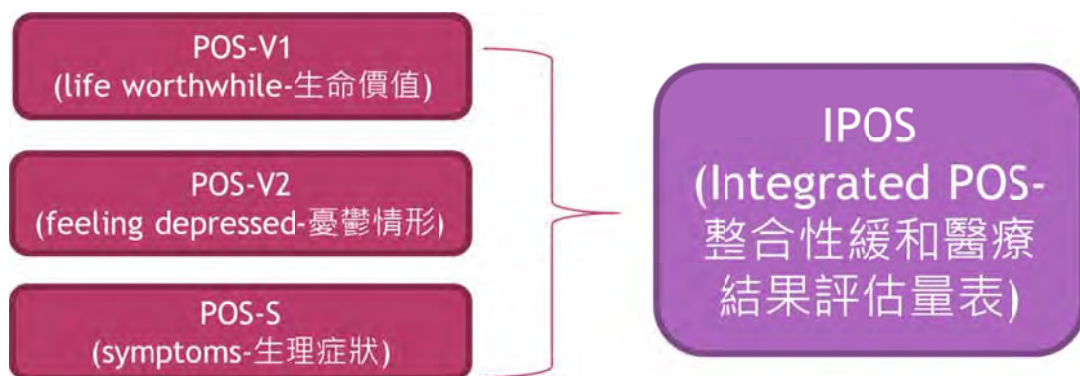 POS-V1
(life worthwhile-生命價值)
POS-V2
(feeling depressed-憂鬱情形)
POS-S
(symptoms-生理症狀)
IPOS
(Integrated POS-
整合性緩和醫療
結果評估量表)